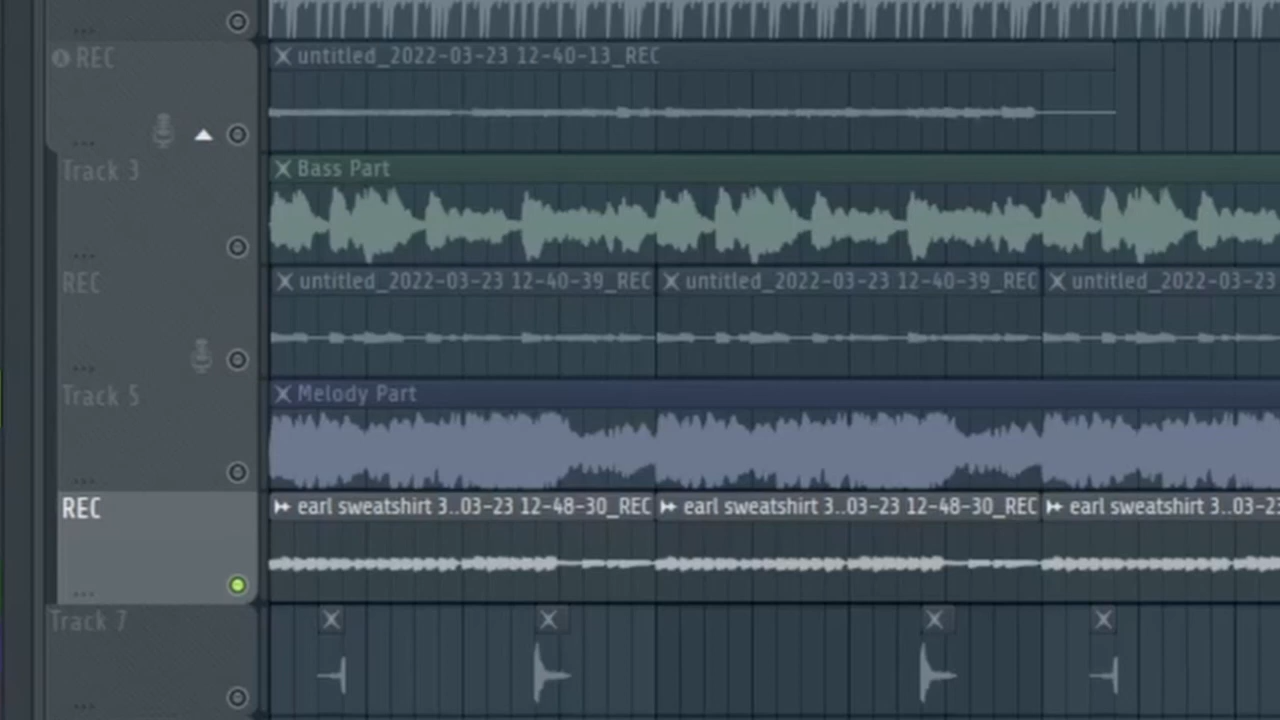 ...
REC
untitled_2022-03-23 12-40-13_REC
...
Track 3
Bass Part
...
REC
untitled_2022-03-23 12-40-39_REC
untitled_2022-03-23 12-40-39_REC
untitled_2022-03-23
...
Track 5
Melody Part
...
REC
earl sweatshirt 3..03-23 12-48-30_REC
earl sweatshirt 3..03-23 12-48-30_REC
earl sweatshirt 3..03-23
...
Track 7
...